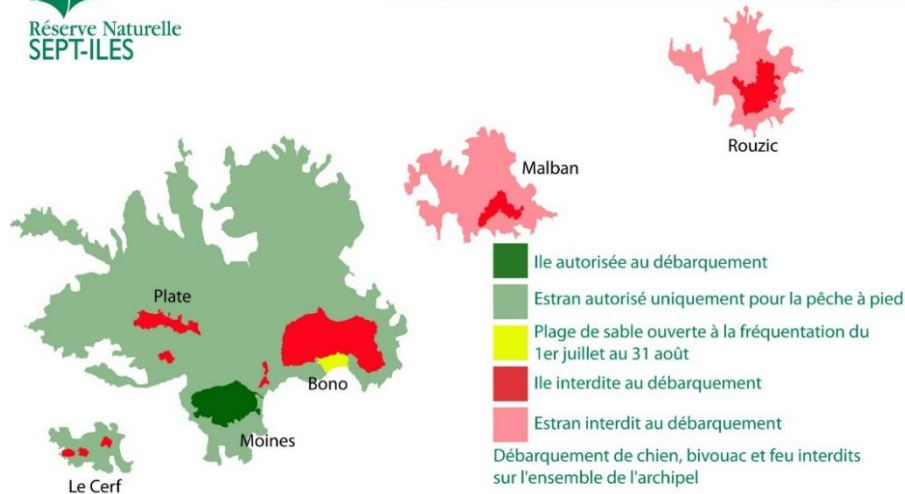 Réserve Naturelle
SEPT-ILES
Rouzic
Malban
Plate
Bono
Moines
Le Cerf
Ile autorisée au débarquement
Estran autorisé uniquement pour la pêche à pied
Plage de sable ouverte à la fréquentation du
1er juillet au 31 août
Ile interdite au débarquement
Estran interdit au débarquement
Débarquement de chien, bivouac et feu interdits
sur l'ensemble de l'archipel